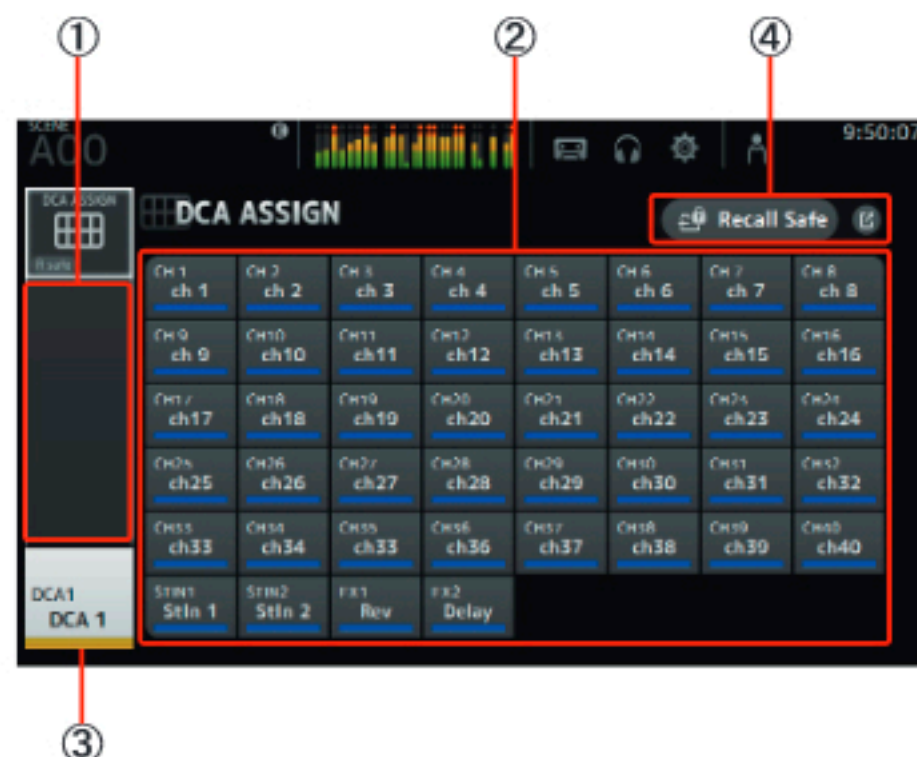 ① ② ④
SCENE
A00
9:50:07
DCA ASSIGN
R safe
DCA ASSIGN
Recall Safe
CH 1 CH 2 CH 3 CH 4 CH 5 CH 6 CH 7 CH 8
ch 1 ch 2 ch 3 ch 4 ch 5 ch 6 ch 7 ch 8
CH 9 CH10 CH11 CH12 CH13 CH14 CH15 CH16
ch 9 ch10 ch11 ch12 ch13 ch14 ch15 ch16
CH17 CH18 CH19 CH20 CH21 CH22 CH23 CH24
ch17 ch18 ch19 ch20 ch21 ch22 ch23 ch24
CH25 CH26 CH27 CH28 CH29 CH30 CH31 CH32
ch25 ch26 ch27 ch28 ch29 ch30 ch31 ch32
CH33 CH34 CH35 CH36 CH37 CH38 CH39 CH40
ch33 ch34 ch33 ch36 ch37 ch38 ch39 ch40
STIN1 STIN2 FX1 FX2
StIn 1 StIn 2 Rev Delay
DCA1
DCA 1
③